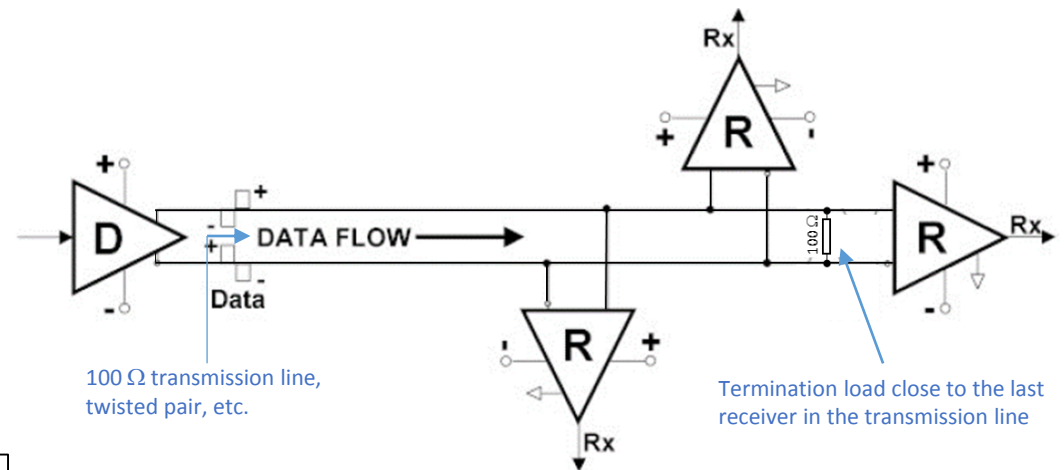 Rx
R
+
-
+
+
D
+
-
+
-
DATA FLOW
Data
100 Ω
R
Rx
-
-
-
R
+
100 Ω transmission line,
twisted pair, etc.
Termination load close to the last
receiver in the transmission line
Rx